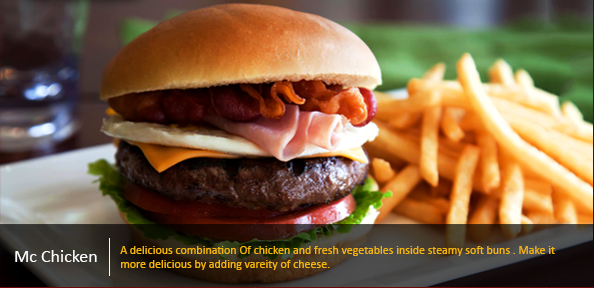 Mc Chicken
A delicious combination Of chicken and fresh vegetables inside steamy soft buns . Make it
more delicious by adding vareity of cheese.